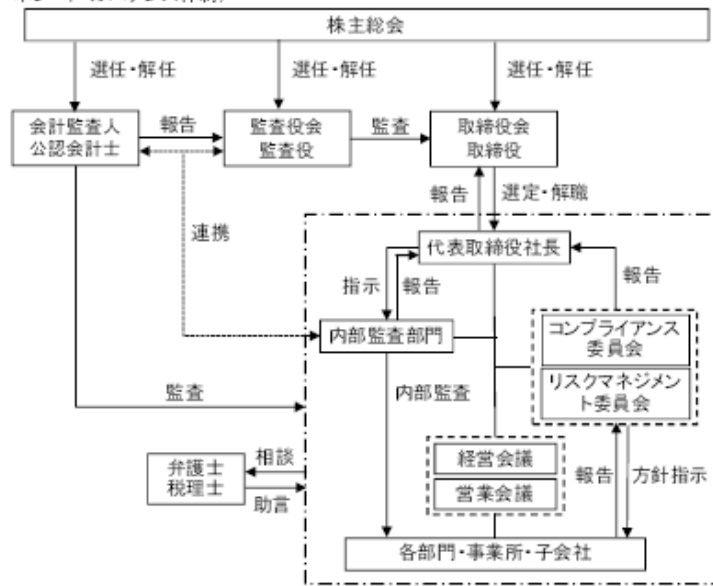 株主総会
選任・解任
選任・解任
選任・解任
会計監査人
公認会計士
報告
監査役会
監査役
監査
取締役会
取締役
報告
選定・解職
連携
代表取締役社長
指示
報告
報告
内部監査部門
コンプライアンス
委員会
リスクマネジメン
ト委員会
監査
内部監査
弁護士
税理士
相談
助言
経営会議
営業会議
報告
方針指示
各部門・事業所・子会社